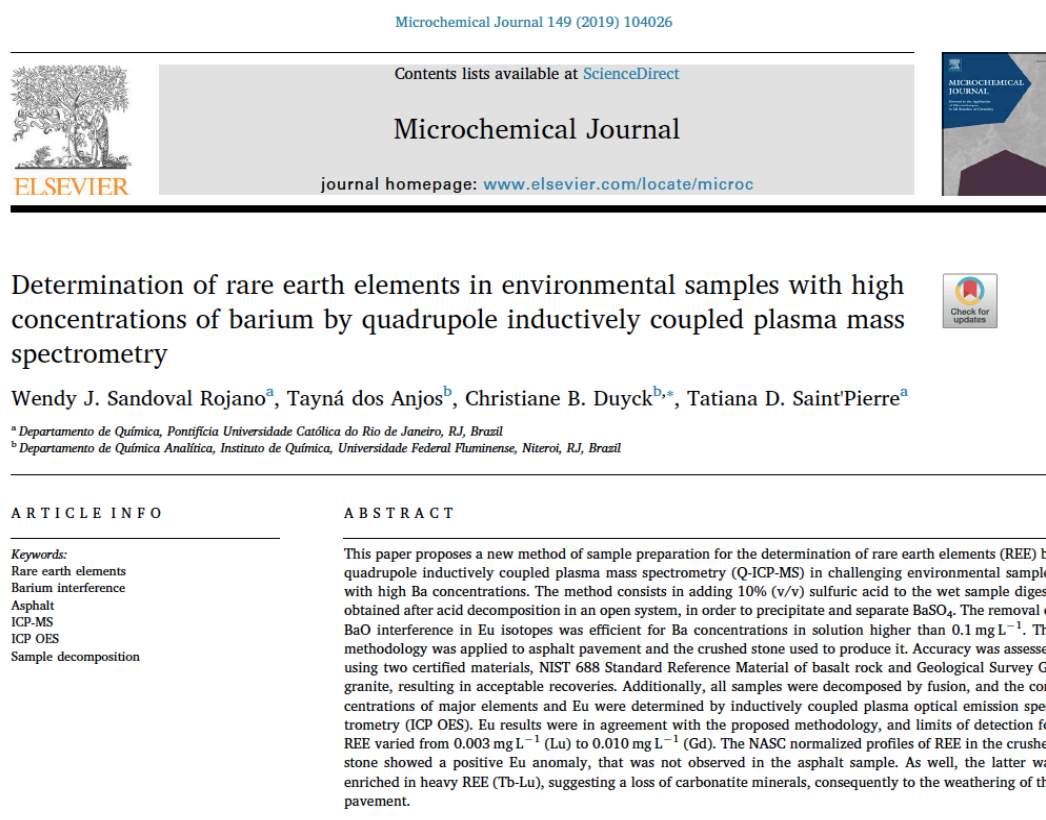 Microchemical Journal 149 (2019) 104026
Contents lists available at ScienceDirect
Microchemical Journal
journal homepage: www.elsevier.com/locate/microc
ELSEVIER
MICROCHEMICAL
JOURNAL
Determination of rare earth elements in environmental samples with high
concentrations of barium by quadrupole inductively coupled plasma mass
spectrometry
Check for
updates
Wendy J. Sandoval Rojanoᵃ, Tayná dos Anjosᵇ, Christiane B. Duyckᵇ,*, Tatiana D. Saint'Pierreᵃ
ᵃ Departamento de Química, Pontifícia Universidade Católica do Rio de Janeiro, RJ, Brazil
ᵇ Departamento de Química Analítica, Instituto de Química, Universidade Federal Fluminense, Niteroi, RJ, Brazil
ARTICLE INFO
Keywords:
Rare earth elements
Barium interference
Asphalt
ICP-MS
ICP OES
Sample decomposition
ABSTRACT
This paper proposes a new method of sample preparation for the determination of rare earth elements (REE) b
quadrupole inductively coupled plasma mass spectrometry (Q-ICP-MS) in challenging environmental sample
with high Ba concentrations. The method consists in adding 10% (v/v) sulfuric acid to the wet sample diges
obtained after acid decomposition in an open system, in order to precipitate and separate BaSO₄. The removal o
BaO interference in Eu isotopes was efficient for Ba concentrations in solution higher than 0.1 mg L⁻¹. Th
methodology was applied to asphalt pavement and the crushed stone used to produce it. Accuracy was assesse
using two certified materials, NIST 688 Standard Reference Material of basalt rock and Geological Survey G
granite, resulting in acceptable recoveries. Additionally, all samples were decomposed by fusion, and the con
centrations of major elements and Eu were determined by inductively coupled plasma optical emission spe
trometry (ICP OES). Eu results were in agreement with the proposed methodology, and limits of detection fo
REE varied from 0.003 mg L⁻¹ (Lu) to 0.010 mg L⁻¹ (Gd). The NASC normalized profiles of REE in the crushe
stone showed a positive Eu anomaly, that was not observed in the asphalt sample. As well, the latter wa
enriched in heavy REE (Tb-Lu), suggesting a loss of carbonatite minerals, consequently to the weathering of th
pavement.